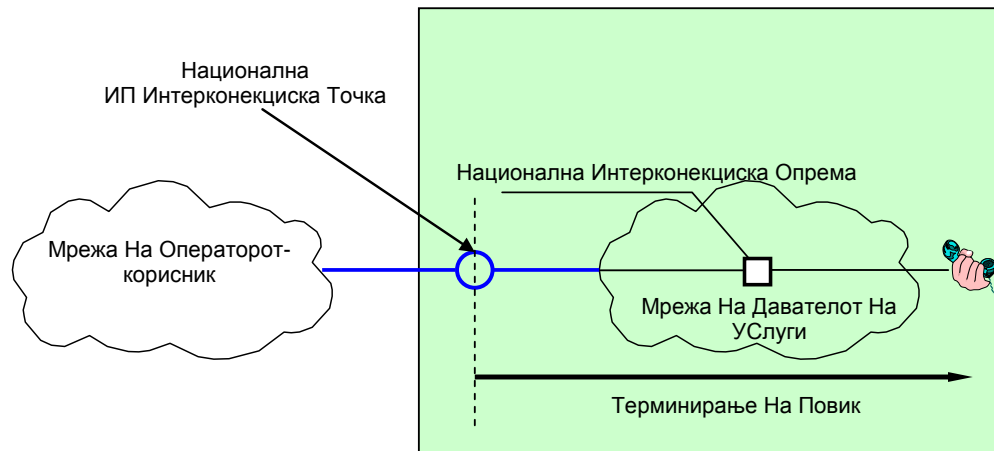 Национална
ИП Интерконекциска Точка
Национална Интерконекциска Опрема
Мрежа На Операторот-
корисник
Мрежа На Давателот На
УСлуги
Терминирање На Повик